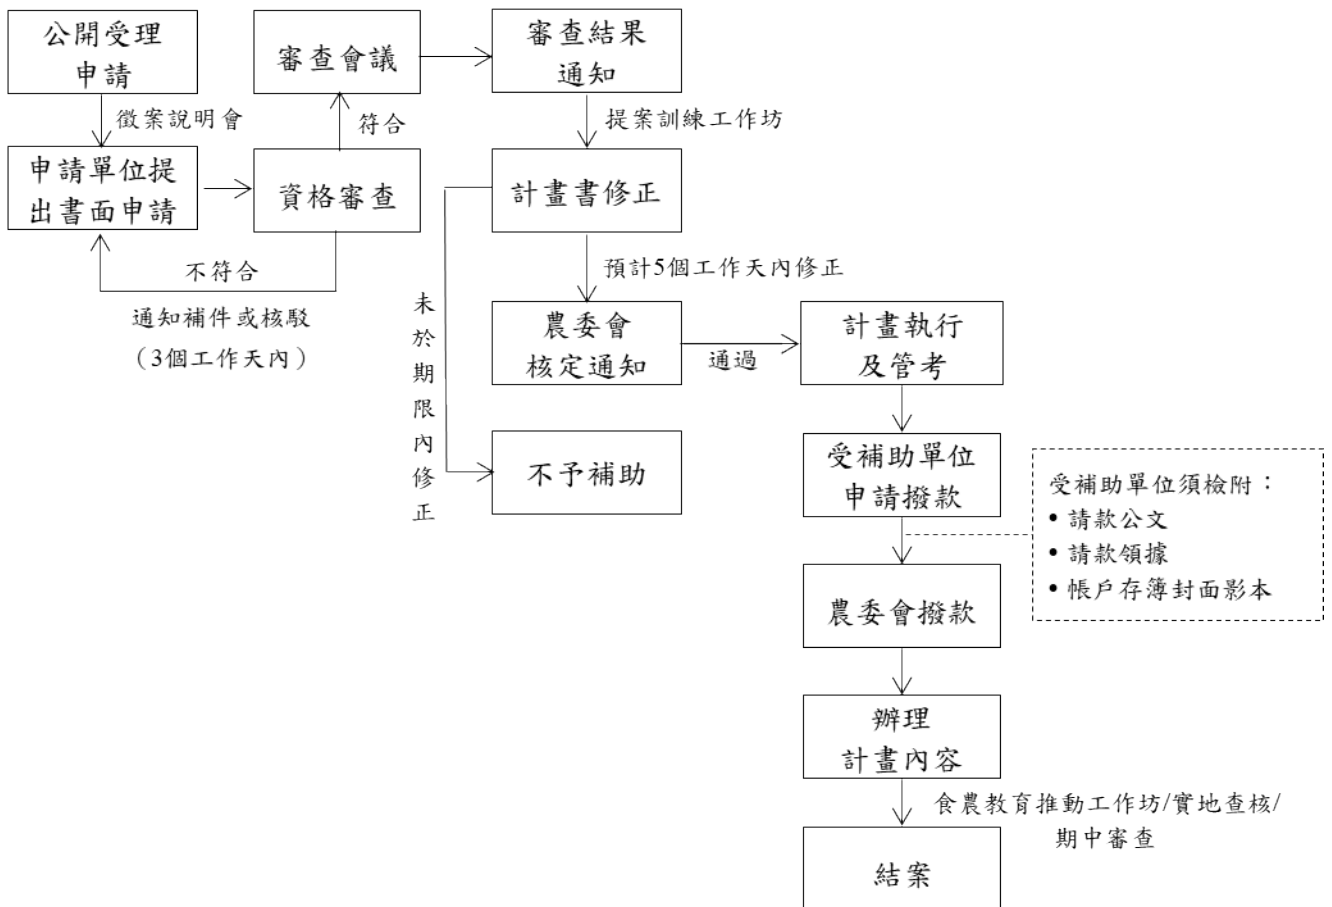 公開受理
申請
徵案說明會
申請單位提
出書面申請
資格審查
不符合
通知補件或核駁
（3個工作天內）
符合
審查會議
審查結果
通知
提案訓練工作坊
計畫書修正
未於期限內修正
不予補助
預計5個工作天內修正
農委會
核定通知
通過
計畫執行
及管考
受補助單位
申請撥款
受補助單位須檢附：
• 請款公文
• 請款領據
• 帳戶存簿封面影本
農委會撥款
辦理
計畫內容
食農教育推動工作坊/實地查核/
期中審查
結案